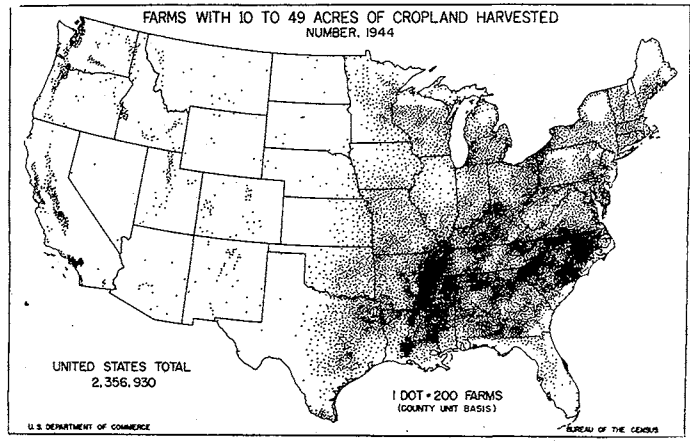 FARMS WITH 10 TO 49 ACRES OF CROPLAND HARVESTED
NUMBER, 1944
UNITED STATES TOTAL
2,356,930
1 DOT = 200 FARMS
(COUNTY UNIT BASIS)
U.S. DEPARTMENT OF COMMERCE
BUREAU OF THE CENSUS